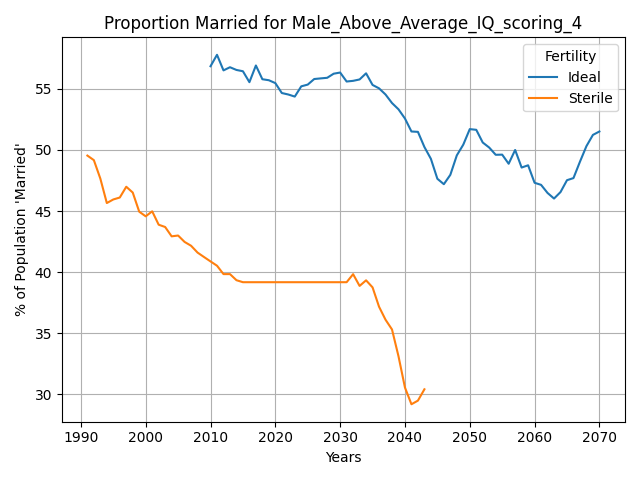 Proportion Married for Male_Above_Average_IQ_scoring_4
% of Population 'Married'
55
50
45
40
35
30
Fertility
Ideal
Sterile
1990 2000 2010 2020 2030 2040 2050 2060 2070
Years